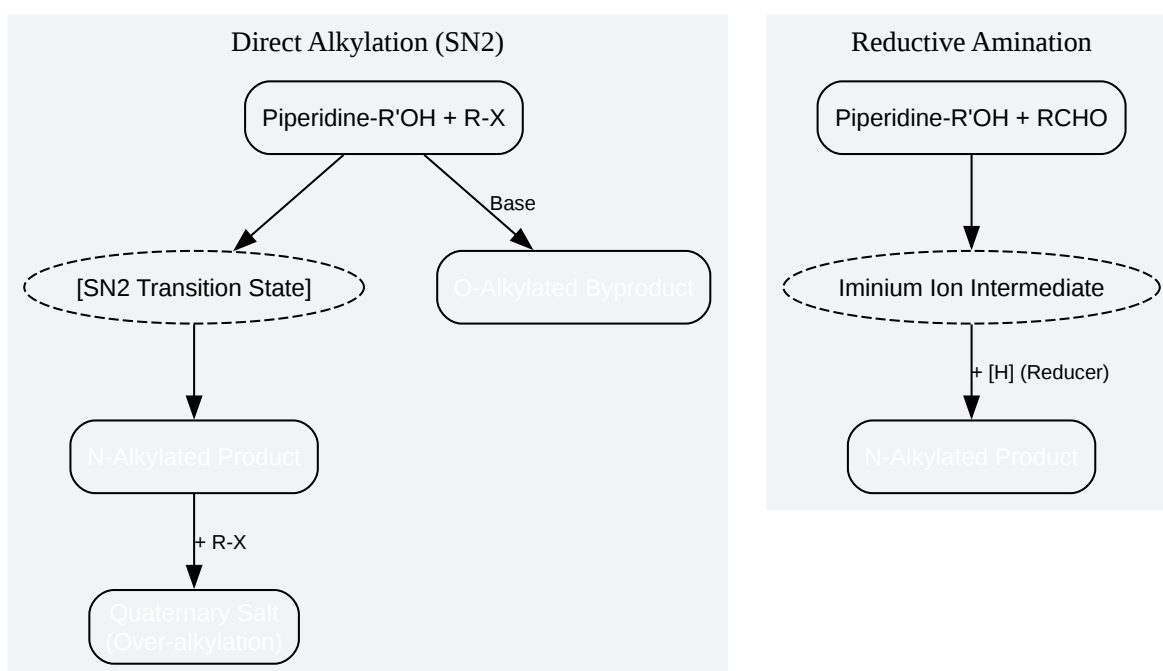 Direct Alkylation (SN2)
Piperidine-R'OH + R-X
Base
[SN2 Transition State]
O-Alkylated Byproduct
N-Alkylated Product
+ R-X
Quaternary Salt
(Over-alkylation)
Reductive Amination
Piperidine-R'OH + RCHO
Iminium Ion Intermediate
+ [H] (Reducer)
N-Alkylated Product